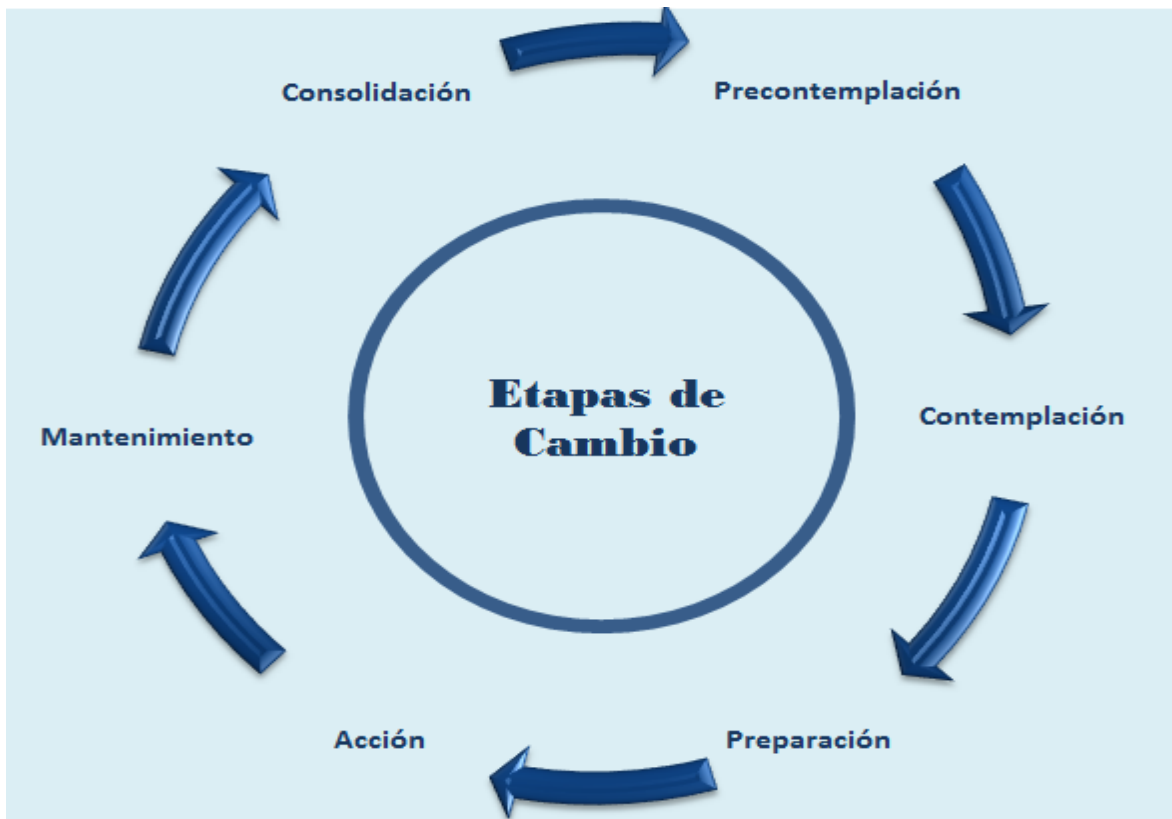 Consolidación
Precontemplación
Etapas de
Cambio
Contemplación
Mantenimiento
Acción
Preparación